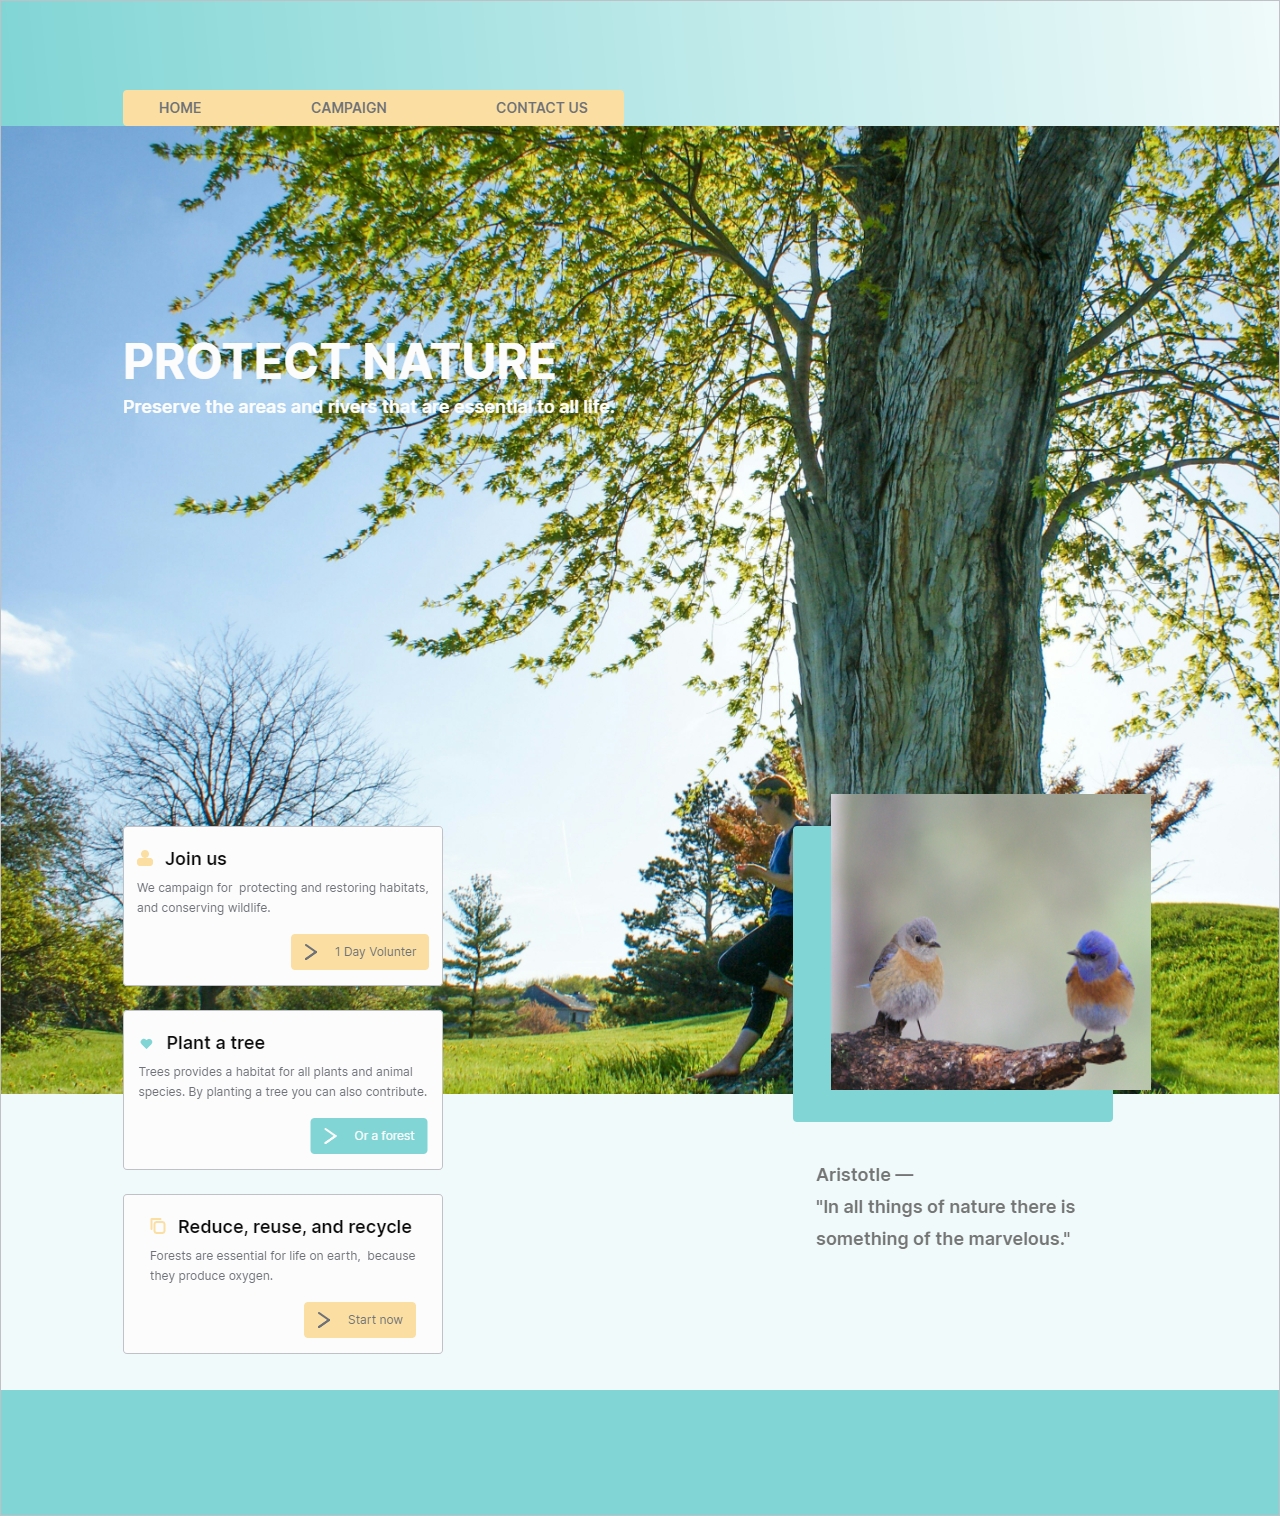 HOME CAMPAIGN CONTACT US
PROTECT NATURE
Preserve the areas and rivers that are essential to all life.
Join us
We campaign for  protecting and restoring habitats,
and conserving wildlife.
1 Day Volunter
Plant a tree
Trees provides a habitat for all plants and animal
species. By planting a tree you can also contribute.
Or a forest
Reduce, reuse, and recycle
Forests are essential for life on earth,  because
they produce oxygen.
Start now
Aristotle —
"In all things of nature there is
something of the marvelous."